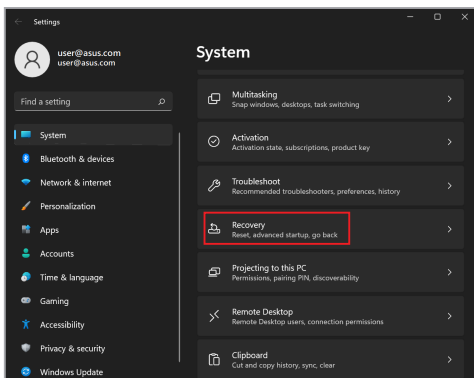 Settings
user@asus.com
user@asus.com
Find a setting
System
Bluetooth & devices
Network & internet
Personalization
Apps
Accounts
Time & language
Gaming
Accessibility
Privacy & security
Windows Update
System
Multitasking
Snap windows, desktops, task switching
Activation
Activation state, subscriptions, product key
Troubleshoot
Recommended troubleshooters, preferences, history
Recovery
Reset, advanced startup, go back
Projecting to this PC
Permissions, pairing PIN, discoverability
Remote Desktop
Remote Desktop users, connection permissions
Clipboard
Cut and copy history, sync, clear